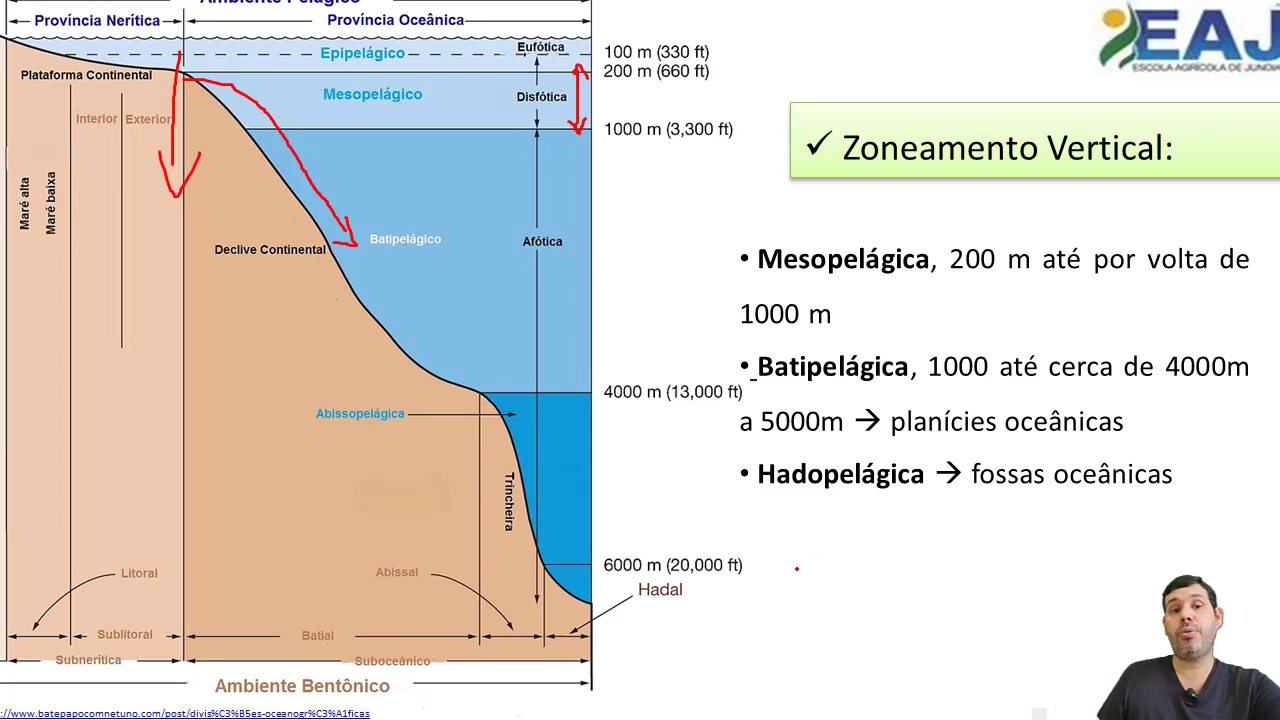 Ambiente Pelágico
Província Nerítica
Província Oceânica
Epipelágico
Eufótica
100 m (330 ft)
Plataforma Continental
200 m (660 ft)
Mesopelágico
Disfótica
Interior
Exterior
1000 m (3,300 ft)
Maré alta
Maré baixa
Declive Continental
Batipelágico
Afótica
4000 m (13,000 ft)
Abissopelágica
Trincheira
6000 m (20,000 ft)
Litoral
Abissal
Hadal
Sublitoral
Batial
Subnerítica
Suboceânico
Ambiente Bentônico
://www.batepapocomnetuno.com/post/divis%C3%B5es-oceanogr%C3%A1ficas
EAJ
ESCOLA AGRÍCOLA DE JUNDIA
✓ Zoneamento Vertical:
• Mesopelágica, 200 m até por volta de
1000 m
• Batipelágica, 1000 até cerca de 4000m
a 5000m → planícies oceânicas
• Hadopelágica → fossas oceânicas